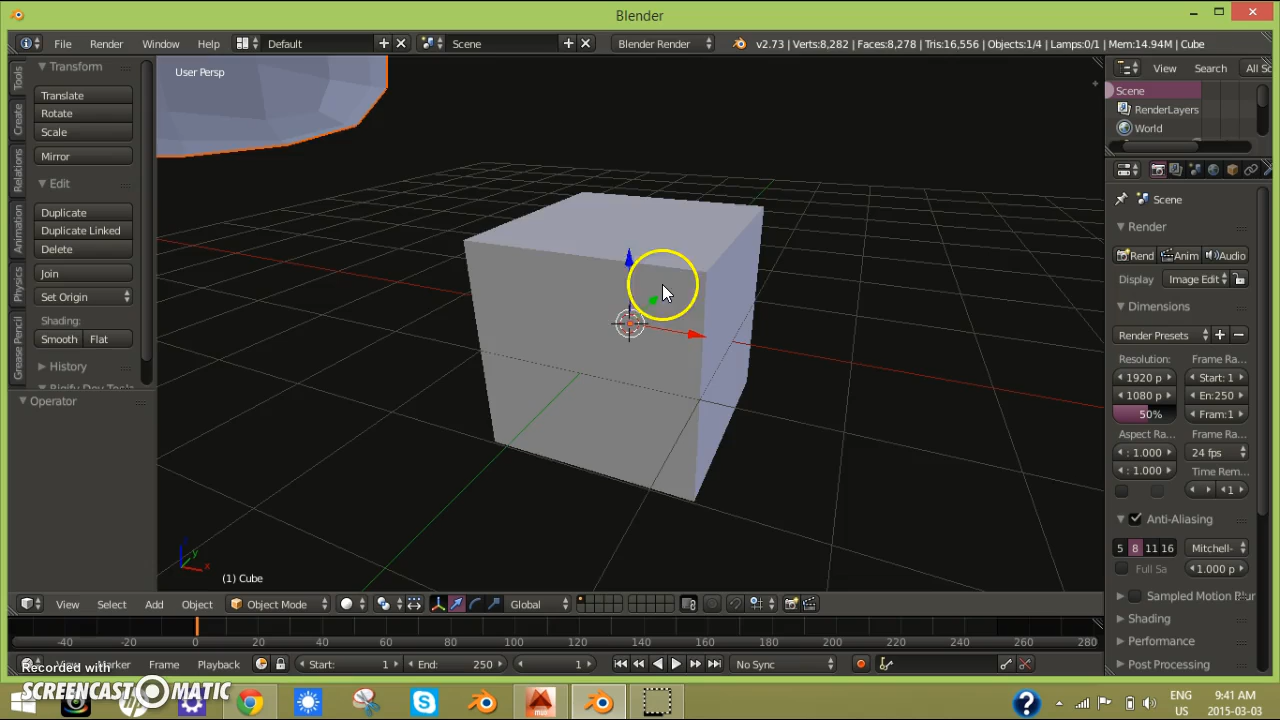 Blender
File Render Window Help Default Scene Blender Render v2.73 | Verts:8,282 | Faces:8,278 | Tris:16,556 | Objects:1/4 | Lamps:0/1 | Mem:14.94M | Cube
Tools
Create
Relations
Animation
Physics
Grease Pencil
Transform
Translate
Rotate
Scale
Mirror
Edit
Duplicate
Duplicate Linked
Delete
Join
Set Origin
Shading:
Smooth Flat
History
Operator
User Persp
(1) Cube
z
y
x
View Search All Sc
Scene
RenderLayers
World
Scene
Render
Rend Anim Audio
Display Image Edit
Dimensions
Render Presets
Resolution: Frame Ra...
1920 p Start: 1
1080 p En:250
50% Fram:1
Aspect Ra... Frame Ra...
: 1.000 24 fps
: 1.000 Time Rem...
1
Anti-Aliasing
5 8 11 16 Mitchell-
Full Sa 1.000 p
Sampled Motion Blur
Shading
Performance
Post Processing
View Select Add Object Object Mode Global
-40 -20 0 20 40 60 80 100 120 140 160 180 200 220 240 260 280
Marker Frame Playback Start: 1 End: 250 1 No Sync
Recorded with
SCREENCAST MATIC
ENG
US
9:41 AM
2015-03-03